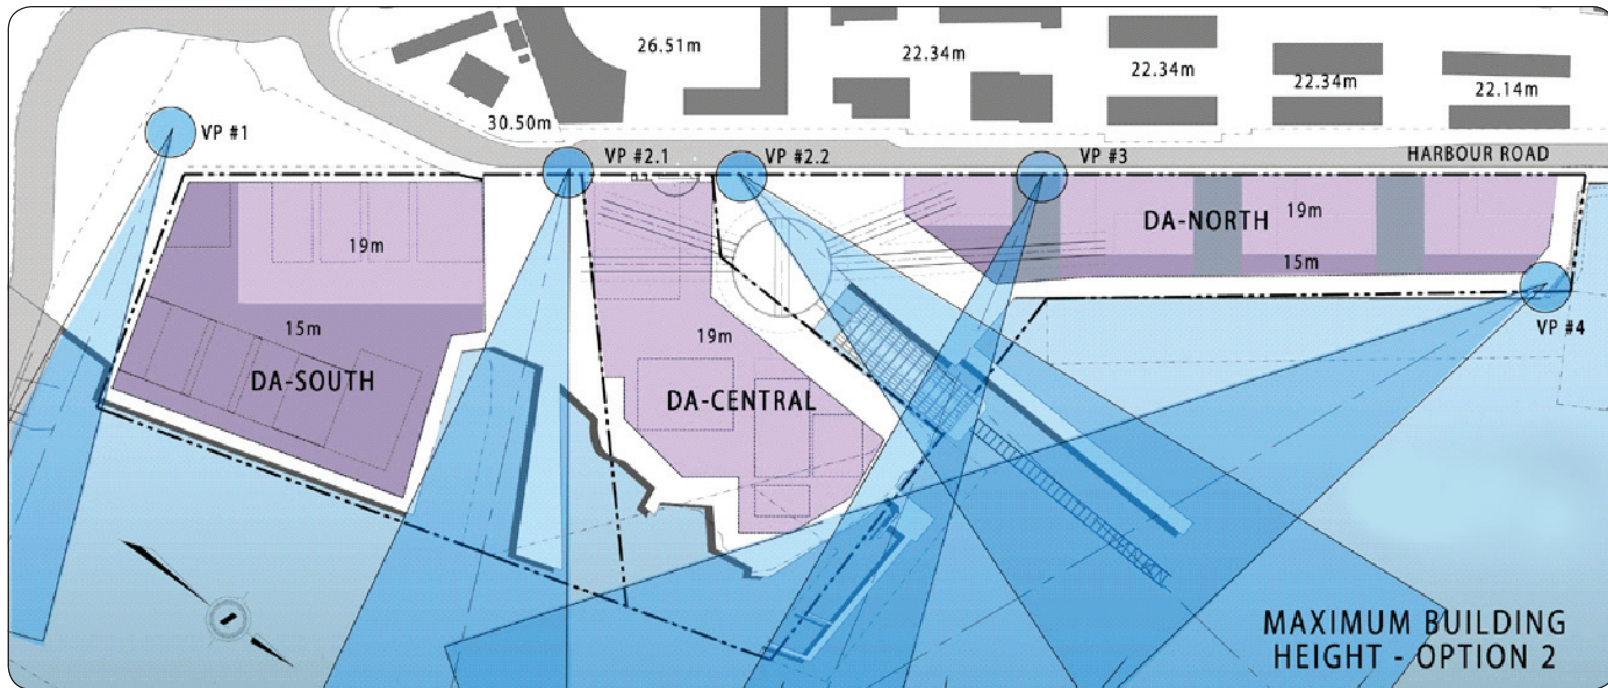 26.51m
22.34m
22.34m
22.34m
22.14m
30.50m
VP #1
VP #2.1
VP #2.2
VP #3
HARBOUR ROAD
19m
DA-NORTH
19m
15m
15m
19m
VP #4
DA-SOUTH
DA-CENTRAL
MAXIMUM BUILDING
HEIGHT - OPTION 2